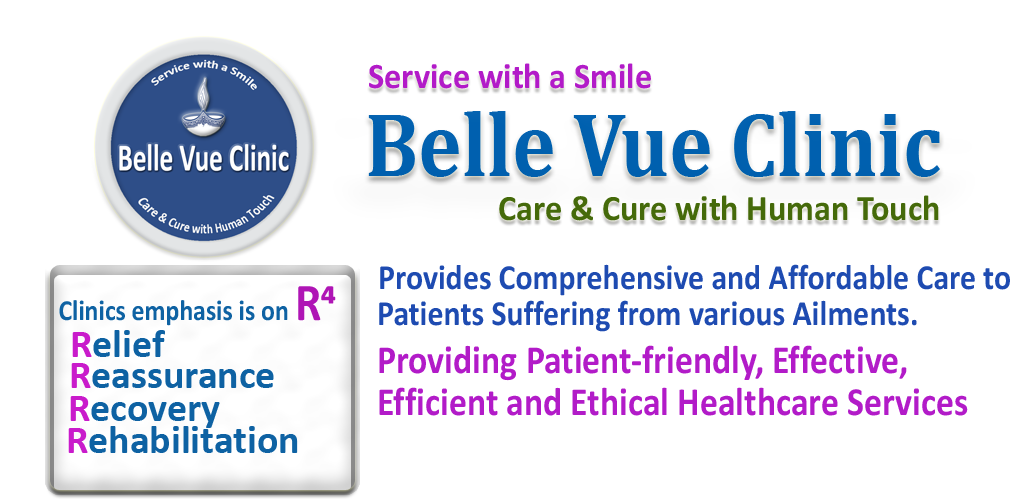 Service with a Smile
Belle Vue Clinic
Care & Cure with Human Touch
Service with a Smile
Belle Vue Clinic
Care & Cure with Human Touch
Clinics emphasis is on R⁴
Relief
Reassurance
Recovery
Rehabilitation
Provides Comprehensive and Affordable Care to
Patients Suffering from various Ailments.
Providing Patient-friendly, Effective,
Efficient and Ethical Healthcare Services